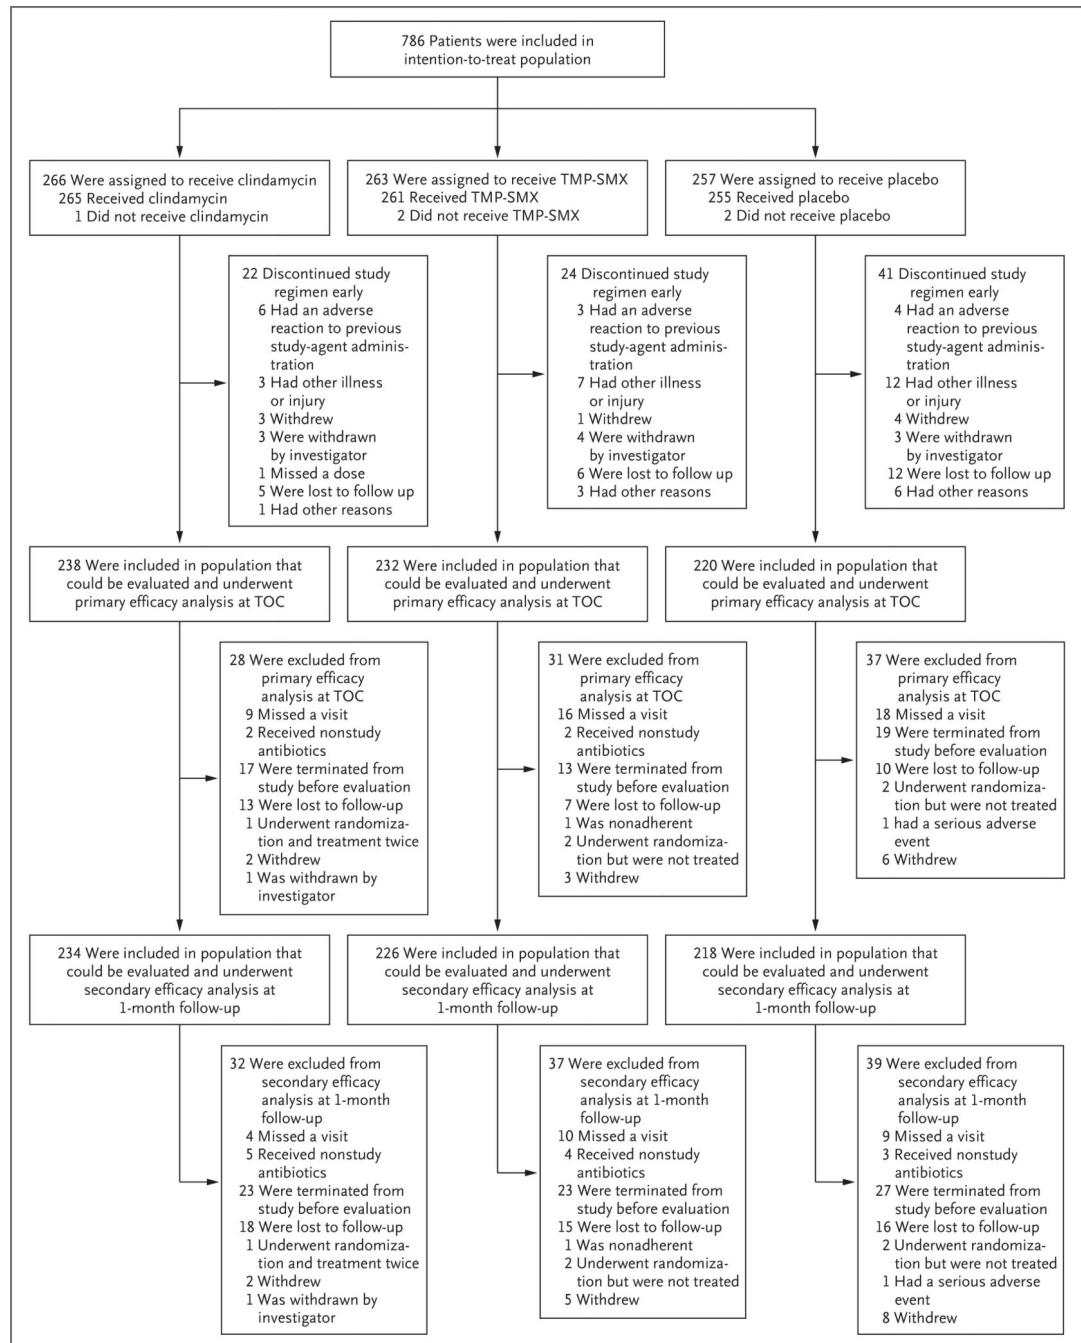 786 Patients were included in
intention-to-treat population
266 Were assigned to receive clindamycin
265 Received clindamycin
1 Did not receive clindamycin
263 Were assigned to receive TMP-SMX
261 Received TMP-SMX
2 Did not receive TMP-SMX
257 Were assigned to receive placebo
255 Received placebo
2 Did not receive placebo
22 Discontinued study
regimen early
6 Had an adverse
reaction to previous
study-agent adminis-
tration
3 Had other illness
or injury
3 Withdrew
3 Were withdrawn
by investigator
1 Missed a dose
5 Were lost to follow up
1 Had other reasons
24 Discontinued study
regimen early
3 Had an adverse
reaction to previous
study-agent adminis-
tration
7 Had other illness
or injury
1 Withdrew
4 Were withdrawn
by investigator
6 Were lost to follow up
3 Had other reasons
41 Discontinued study
regimen early
4 Had an adverse
reaction to previous
study-agent adminis-
tration
12 Had other illness
or injury
4 Withdrew
3 Were withdrawn
by investigator
12 Were lost to follow up
6 Had other reasons
238 Were included in population that
could be evaluated and underwent
primary efficacy analysis at TOC
232 Were included in population that
could be evaluated and underwent
primary efficacy analysis at TOC
220 Were included in population that
could be evaluated and underwent
primary efficacy analysis at TOC
28 Were excluded from
primary efficacy
analysis at TOC
9 Missed a visit
2 Received nonstudy
antibiotics
17 Were terminated from
study before evaluation
13 Were lost to follow-up
1 Underwent randomiza-
tion and treatment twice
2 Withdrew
1 Was withdrawn by
investigator
31 Were excluded from
primary efficacy
analysis at TOC
16 Missed a visit
2 Received nonstudy
antibiotics
13 Were terminated from
study before evaluation
7 Were lost to follow-up
1 Was nonadherent
2 Underwent randomiza-
tion but were not treated
3 Withdrew
37 Were excluded from
primary efficacy
analysis at TOC
18 Missed a visit
19 Were terminated from
study before evaluation
10 Were lost to follow-up
2 Underwent randomiza-
tion but were not treated
1 had a serious adverse
event
6 Withdrew
234 Were included in population that
could be evaluated and underwent
secondary efficacy analysis at
1-month follow-up
226 Were included in population that
could be evaluated and underwent
secondary efficacy analysis at
1-month follow-up
218 Were included in population that
could be evaluated and underwent
secondary efficacy analysis at
1-month follow-up
32 Were excluded from
secondary efficacy
analysis at 1-month
follow-up
4 Missed a visit
5 Received nonstudy
antibiotics
23 Were terminated from
study before evaluation
18 Were lost to follow-up
1 Underwent randomiza-
tion and treatment twice
2 Withdrew
1 Was withdrawn by
investigator
37 Were excluded from
secondary efficacy
analysis at 1-month
follow-up
10 Missed a visit
4 Received nonstudy
antibiotics
23 Were terminated from
study before evaluation
15 Were lost to follow-up
1 Was nonadherent
2 Underwent randomiza-
tion but were not treated
5 Withdrew
39 Were excluded from
secondary efficacy
analysis at 1-month
follow-up
9 Missed a visit
3 Received nonstudy
antibiotics
27 Were terminated from
study before evaluation
16 Were lost to follow-up
2 Underwent randomiza-
tion but were not treated
1 Had a serious adverse
event
8 Withdrew